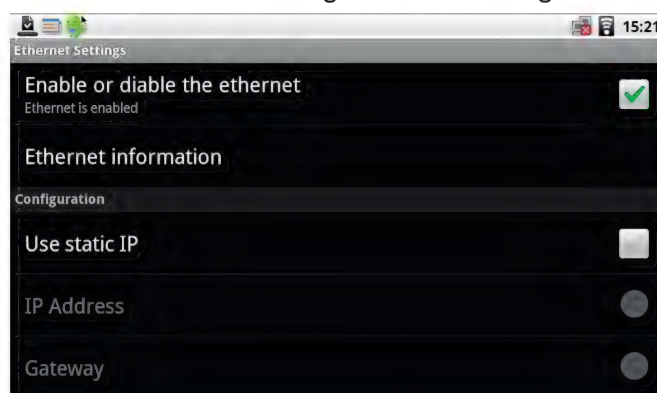 15:21
Ethernet Settings
Enable or diable the ethernet
Ethernet is enabled
Ethernet information
Configuration
Use static IP
IP Address
Gateway